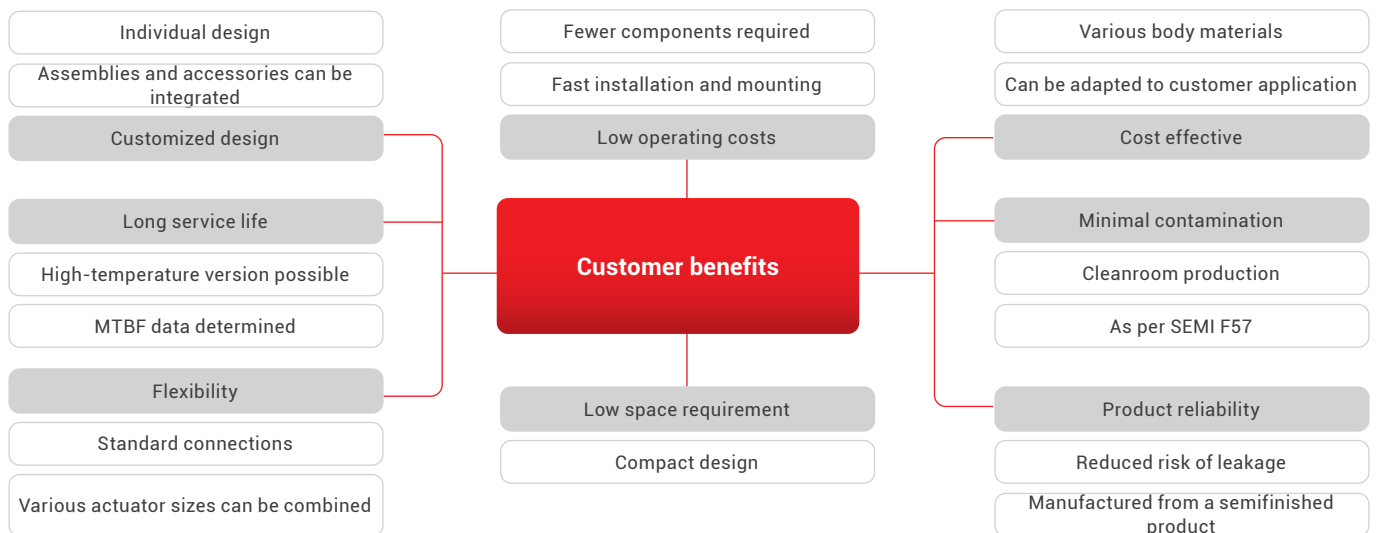 Individual design
Assemblies and accessories can be
integrated
Customized design
Long service life
High-temperature version possible
MTBF data determined
Flexibility
Standard connections
Various actuator sizes can be combined
Fewer components required
Fast installation and mounting
Low operating costs
Customer benefits
Low space requirement
Compact design
Various body materials
Can be adapted to customer application
Cost effective
Minimal contamination
Cleanroom production
As per SEMI F57
Product reliability
Reduced risk of leakage
Manufactured from a semifinished
product